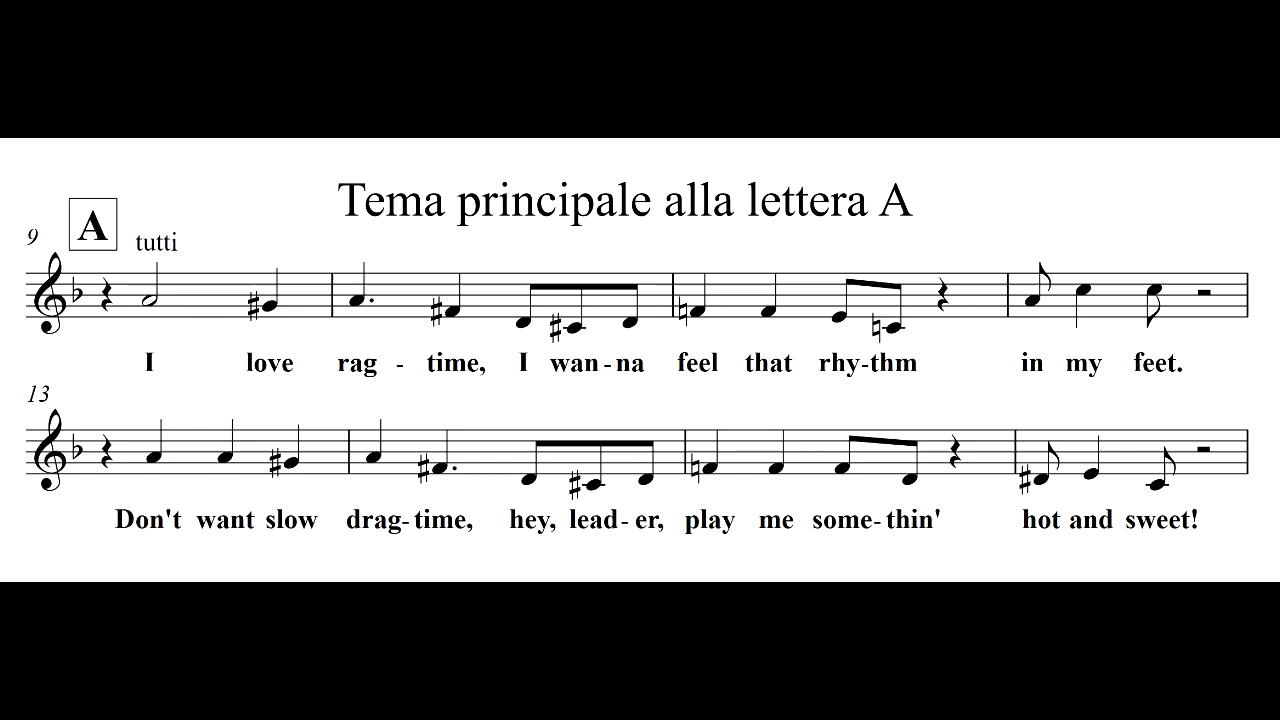 Tema principale alla lettera A
9 A tutti
I love rag - time, I wan - na feel that rhy - thm in my feet.
13
Don't want slow drag - time, hey, lead - er, play me some - thin' hot and sweet!